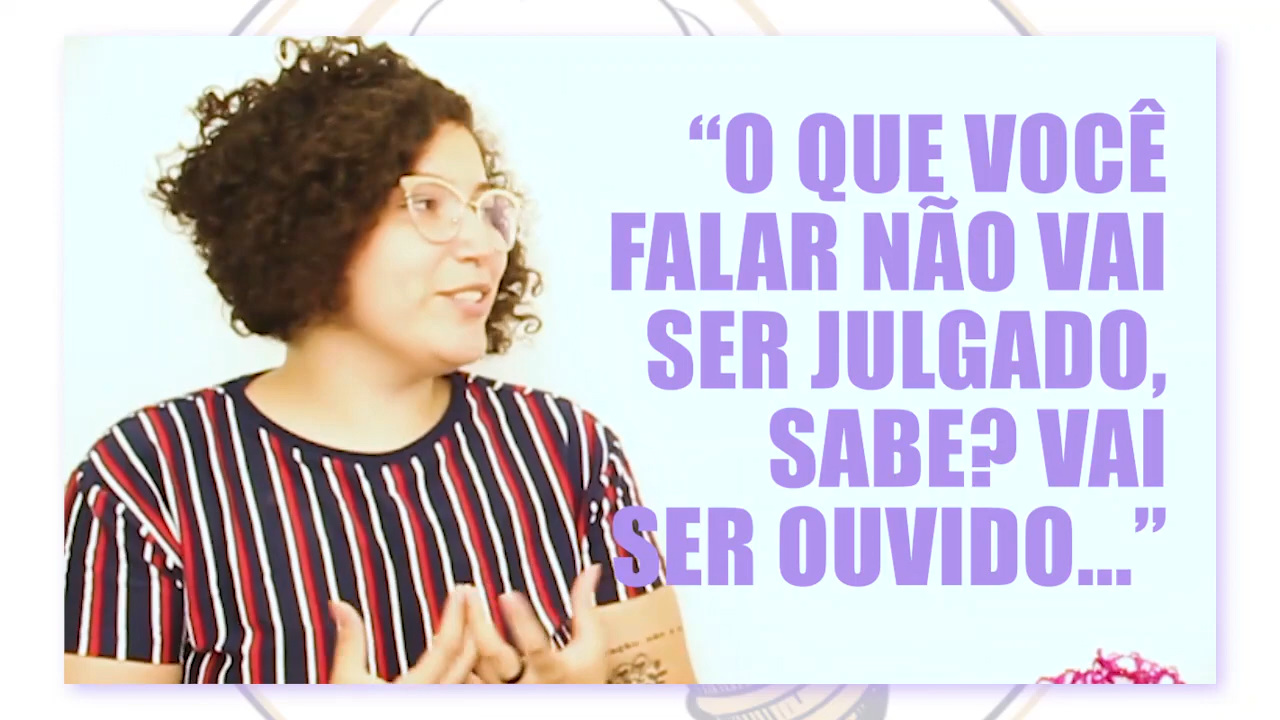 “O QUE VOCÊ
FALAR NÃO VAI
SER JULGADO,
SABE? VAI
SER OUVIDO...”